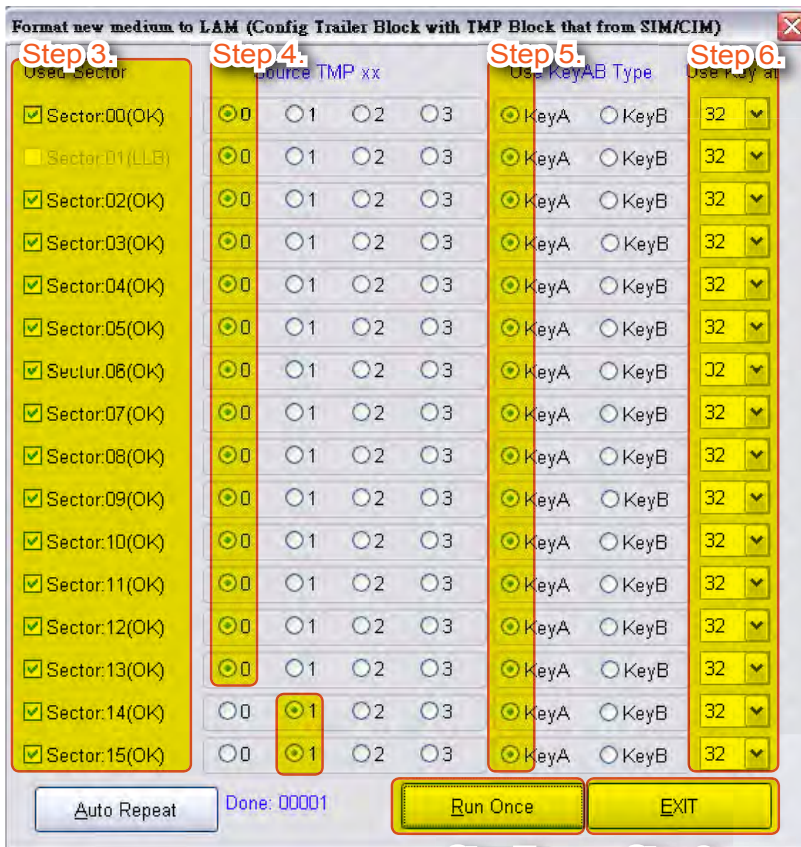 Format new medium to LAM (Config Trailer Block with TMP Block that from SIM/CIM)
Step 3. Step 4. Step 5. Step 6.
Used Sector Source TMP xx Use KeyAB Type Use Key at
Sector:00(OK) 0 1 2 3 KeyA KeyB 32
Sector:01(LLB) 0 1 2 3 KeyA KeyB 32
Sector:02(OK) 0 1 2 3 KeyA KeyB 32
Sector:03(OK) 0 1 2 3 KeyA KeyB 32
Sector:04(OK) 0 1 2 3 KeyA KeyB 32
Sector:05(OK) 0 1 2 3 KeyA KeyB 32
Sector:06(OK) 0 1 2 3 KeyA KeyB 32
Sector:07(OK) 0 1 2 3 KeyA KeyB 32
Sector:08(OK) 0 1 2 3 KeyA KeyB 32
Sector:09(OK) 0 1 2 3 KeyA KeyB 32
Sector:10(OK) 0 1 2 3 KeyA KeyB 32
Sector:11(OK) 0 1 2 3 KeyA KeyB 32
Sector:12(OK) 0 1 2 3 KeyA KeyB 32
Sector:13(OK) 0 1 2 3 KeyA KeyB 32
Sector:14(OK) 0 1 2 3 KeyA KeyB 32
Sector:15(OK) 0 1 2 3 KeyA KeyB 32
Auto Repeat Done: 00001 Run Once EXIT